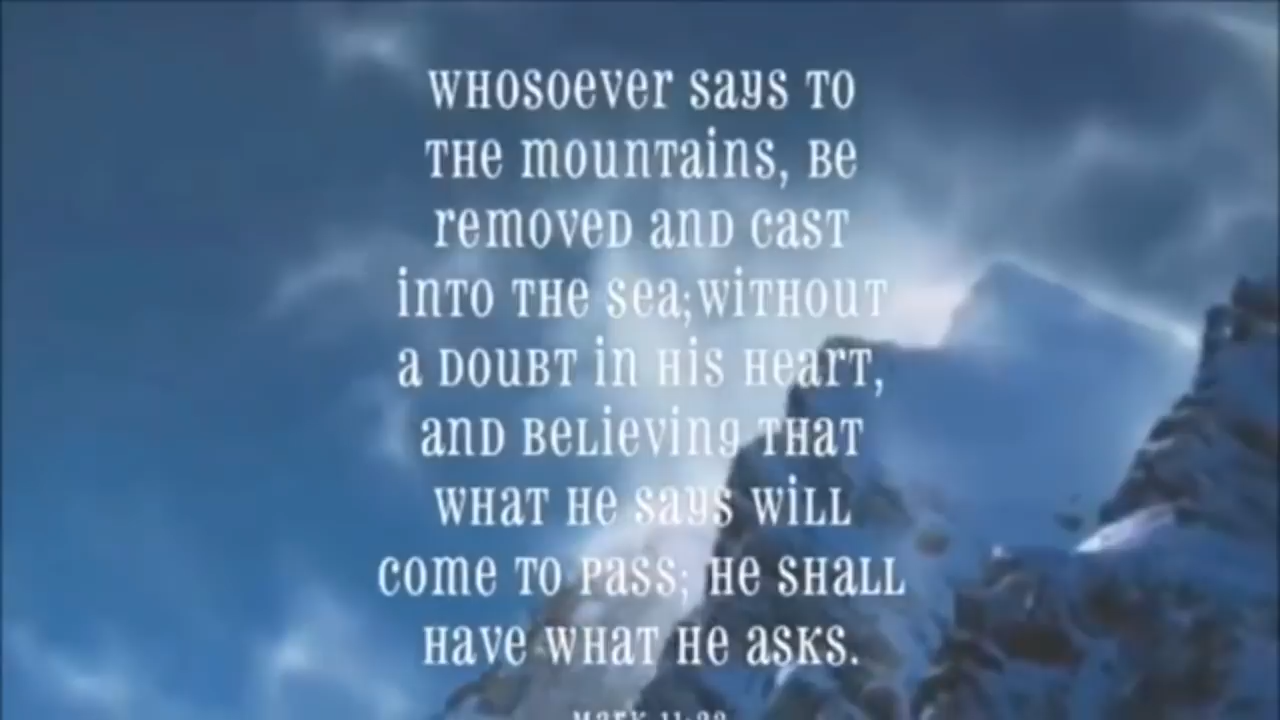 WHOSOEVER SAYS TO
THE MOUNTAINS, BE
REMOVED AND CAST
INTO THE SEA;WITHOUT
A DOUBT IN HIS HEART,
AND BELIEVING THAT
WHAT HE SAYS WILL
COME TO PASS; HE SHALL
HAVE WHAT HE ASKS.
MARK